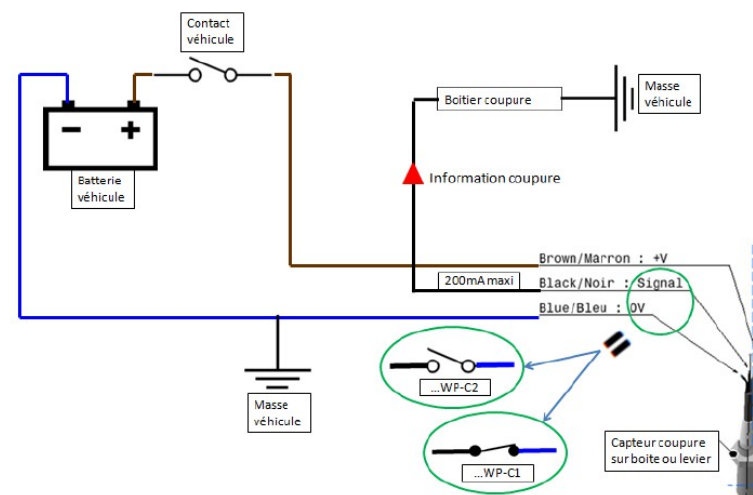 Contact
véhicule
Boitier coupure
Masse
véhicule
Batterie
véhicule
Information coupure
Brown/Marron : +V
200mA maxi
Black/Noir : Signal
Blue/Bleu : 0V
...WP-C2
Masse
véhicule
...WP-C1
Capteur coupure
sur boite ou levier